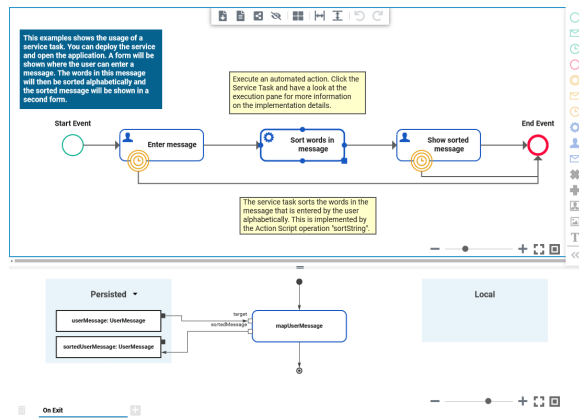 This examples shows the usage of a
service task. You can deploy the service
and open the application. A form will be
shown where the user can enter a
message. The words in this message
will then be sorted alphabetically and
the sorted message will be shown in a
second form.
Execute an automated action. Click the
Service Task and have a look at the
execution pane for more information
on the implementation details.
Start Event
End Event
Enter message
Sort words in
message
Show sorted
message
The service task sorts the words in the
message that is entered by the user
alphabetically. This is implemented by
the Action Script operation "sortString".
T
Persisted
Local
userMessage: UserMessage
target
sortedMessage
mapUserMessage
sortedUserMessage: UserMessage
On Exit